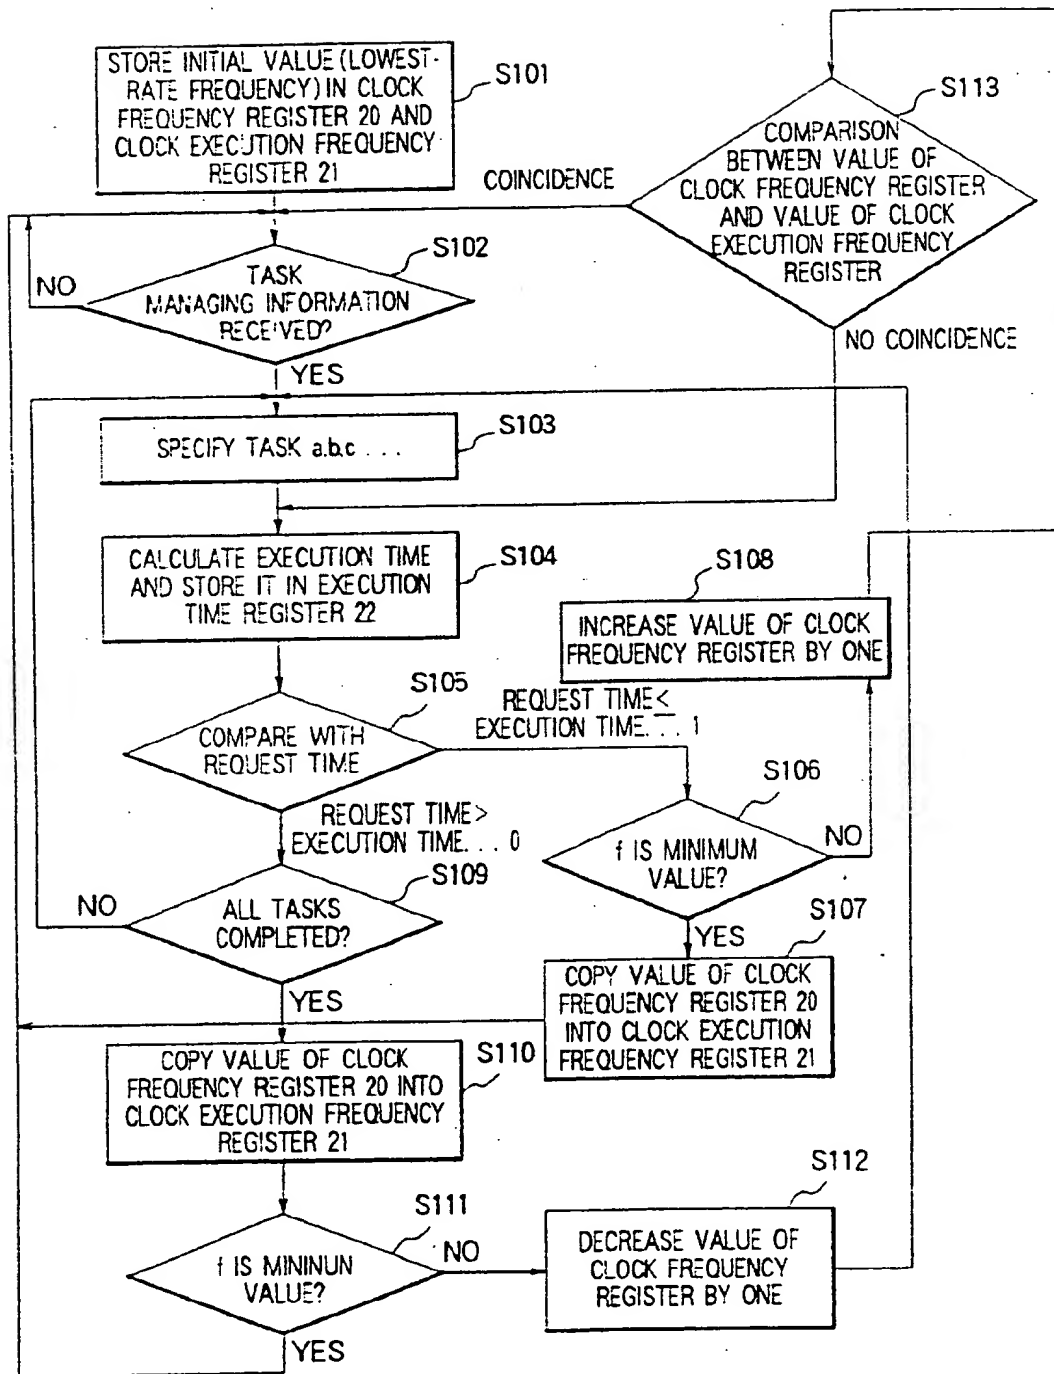 STORE INITIAL VALUE (LOWEST-
RATE FREQUENCY) IN CLOCK
FREQUENCY REGISTER 20 AND
CLOCK EXECUTION FREQUENCY
REGISTER 21
S101
S113
COMPARISON
BETWEEN VALUE OF
CLOCK FREQUENCY REGISTER
AND VALUE OF CLOCK
EXECUTION FREQUENCY
REGISTER
COINCIDENCE
NO COINCIDENCE
S102
TASK
MANAGING INFORMATION
RECEIVED?
NO
YES
S103
SPECIFY TASK a.b.c . . .
S104
CALCULATE EXECUTION TIME
AND STORE IT IN EXECUTION
TIME REGISTER 22
S108
INCREASE VALUE OF CLOCK
FREQUENCY REGISTER BY ONE
S105
COMPARE WITH
REQUEST TIME
REQUEST TIME≤
EXECUTION TIME. . . 1
S106
f IS MINIMUM
VALUE?
NO
YES
REQUEST TIME>
EXECUTION TIME. . . 0
S109
ALL TASKS
COMPLETED?
NO
YES
S107
COPY VALUE OF CLOCK
FREQUENCY REGISTER 20
INTO CLOCK EXECUTION
FREQUENCY REGISTER 21
S110
COPY VALUE OF CLOCK
FREQUENCY REGISTER 20 INTO
CLOCK EXECUTION FREQUENCY
REGISTER 21
S111
f IS MININUN
VALUE?
NO
YES
S112
DECREASE VALUE OF
CLOCK FREQUENCY
REGISTER BY ONE